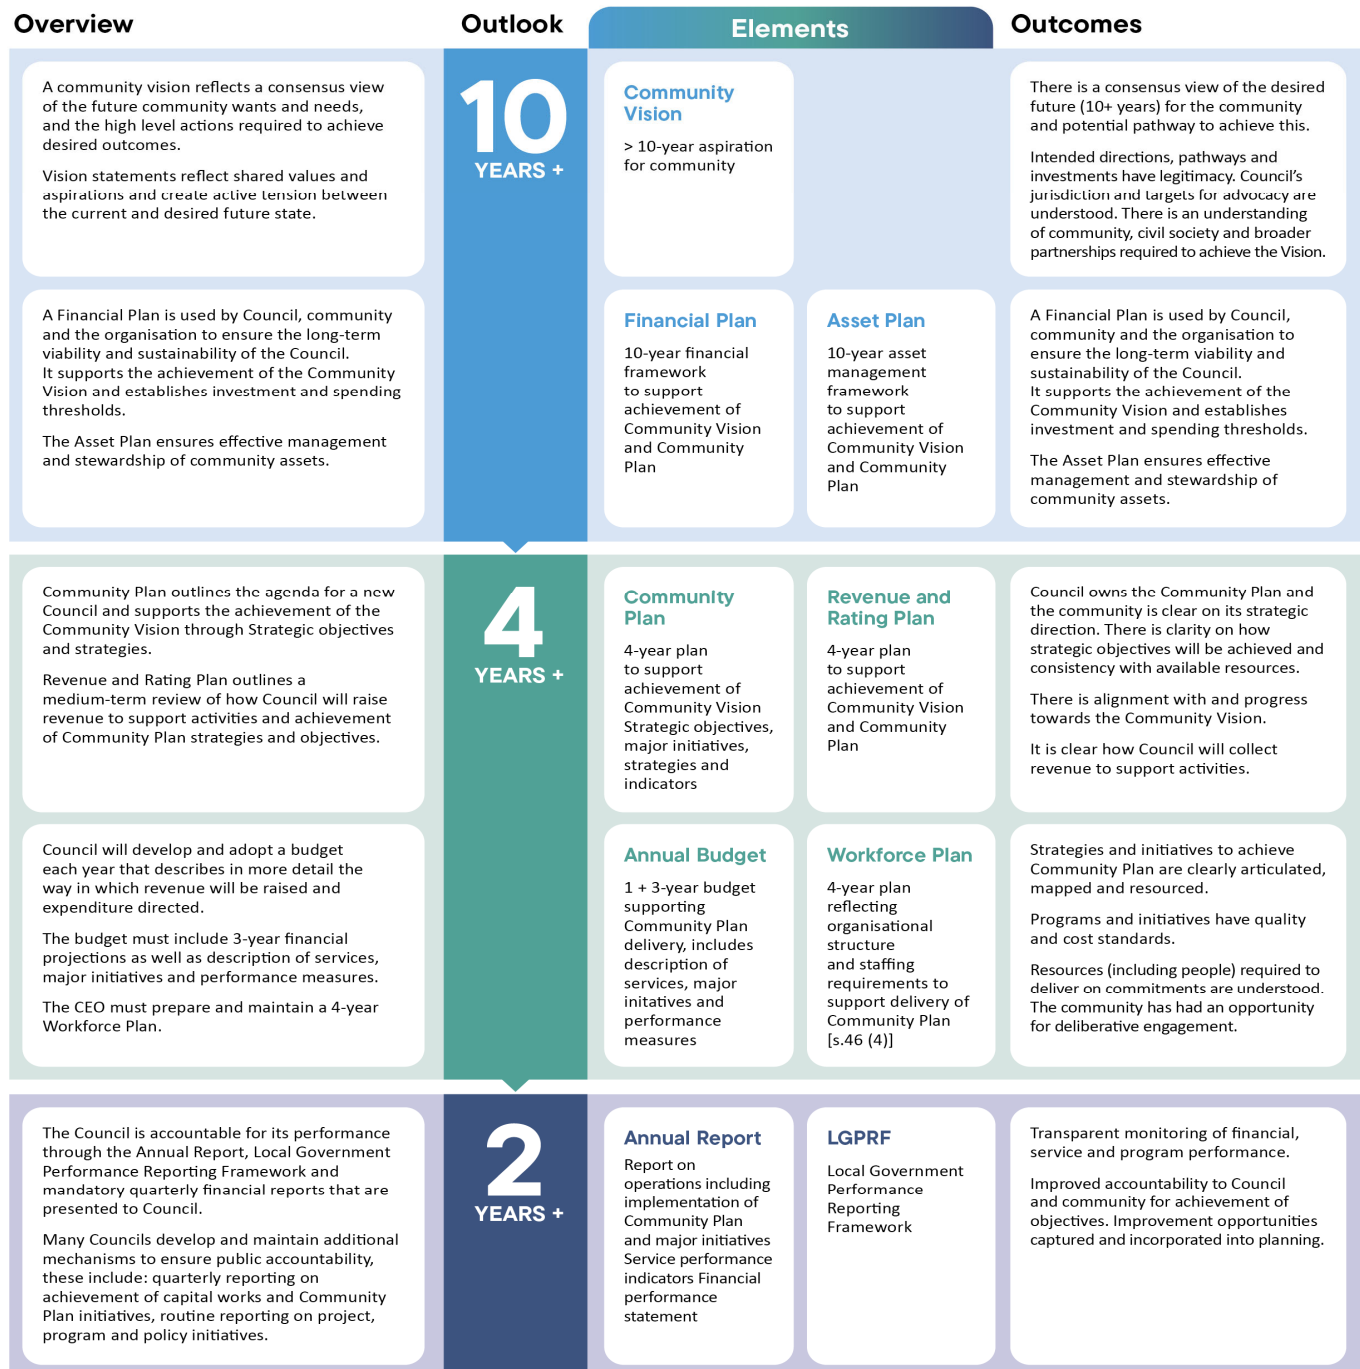 Overview
Outlook
Elements
Outcomes
A community vision reflects a consensus view
of the future community wants and needs,
and the high level actions required to achieve
desired outcomes.
Vision statements reflect shared values and
aspirations and create active tension between
the current and desired future state.
10
YEARS +
Community
Vision
> 10-year aspiration
for community
There is a consensus view of the desired
future (10+ years) for the community
and potential pathway to achieve this.
Intended directions, pathways and
investments have legitimacy. Council’s
jurisdiction and targets for advocacy are
understood. There is an understanding
of community, civil society and broader
partnerships required to achieve the Vision.
A Financial Plan is used by Council, community
and the organisation to ensure the long-term
viability and sustainability of the Council.
It supports the achievement of the Community
Vision and establishes investment and spending
thresholds.
The Asset Plan ensures effective management
and stewardship of community assets.
Financial Plan
10-year financial
framework
to support
achievement of
Community Vision
and Community
Plan
Asset Plan
10-year asset
management
framework
to support
achievement of
Community Vision
and Community
Plan
A Financial Plan is used by Council,
community and the organisation to
ensure the long-term viability and
sustainability of the Council.
It supports the achievement of the
Community Vision and establishes
investment and spending thresholds.
The Asset Plan ensures effective
management and stewardship of
community assets.
Community Plan outlines the agenda for a new
Council and supports the achievement of the
Community Vision through Strategic objectives
and strategies.
Revenue and Rating Plan outlines a
medium-term review of how Council will raise
revenue to support activities and achievement
of Community Plan strategies and objectives.
4
YEARS +
Community
Plan
4-year plan
to support
achievement of
Community Vision
Strategic objectives,
major initiatives,
strategies and
indicators
Revenue and
Rating Plan
4-year plan
to support
achievement of
Community Vision
and Community
Plan
Council owns the Community Plan and
the community is clear on its strategic
direction. There is clarity on how
strategic objectives will be achieved and
consistency with available resources.
There is alignment with and progress
towards the Community Vision.
It is clear how Council will collect
revenue to support activities.
Council will develop and adopt a budget
each year that describes in more detail the
way in which revenue will be raised and
expenditure directed.
The budget must include 3-year financial
projections as well as description of services,
major initiatives and performance measures.
The CEO must prepare and maintain a 4-year
Workforce Plan.
Annual Budget
1 + 3-year budget
supporting
Community Plan
delivery, includes
description of
services, major
initatives and
performance
measures
Workforce Plan
4-year plan
reflecting
organisational
structure
and staffing
requirements to
support delivery of
Community Plan
[s.46 (4)]
Strategies and initiatives to achieve
Community Plan are clearly articulated,
mapped and resourced.
Programs and initiatives have quality
and cost standards.
Resources (including people) required to
deliver on commitments are understood.
The community has had an opportunity
for deliberative engagement.
The Council is accountable for its performance
through the Annual Report, Local Government
Performance Reporting Framework and
mandatory quarterly financial reports that are
presented to Council.
Many Councils develop and maintain additional
mechanisms to ensure public accountability,
these include: quarterly reporting on
achievement of capital works and Community
Plan initiatives, routine reporting on project,
program and policy initiatives.
2
YEARS +
Annual Report
Report on
operations including
implementation of
Community Plan
and major initiatives
Service performance
indicators Financial
performance
statement
LGPRF
Local Government
Performance
Reporting
Framework
Transparent monitoring of financial,
service and program performance.
Improved accountability to Council
and community for achievement of
objectives. Improvement opportunities
captured and incorporated into planning.